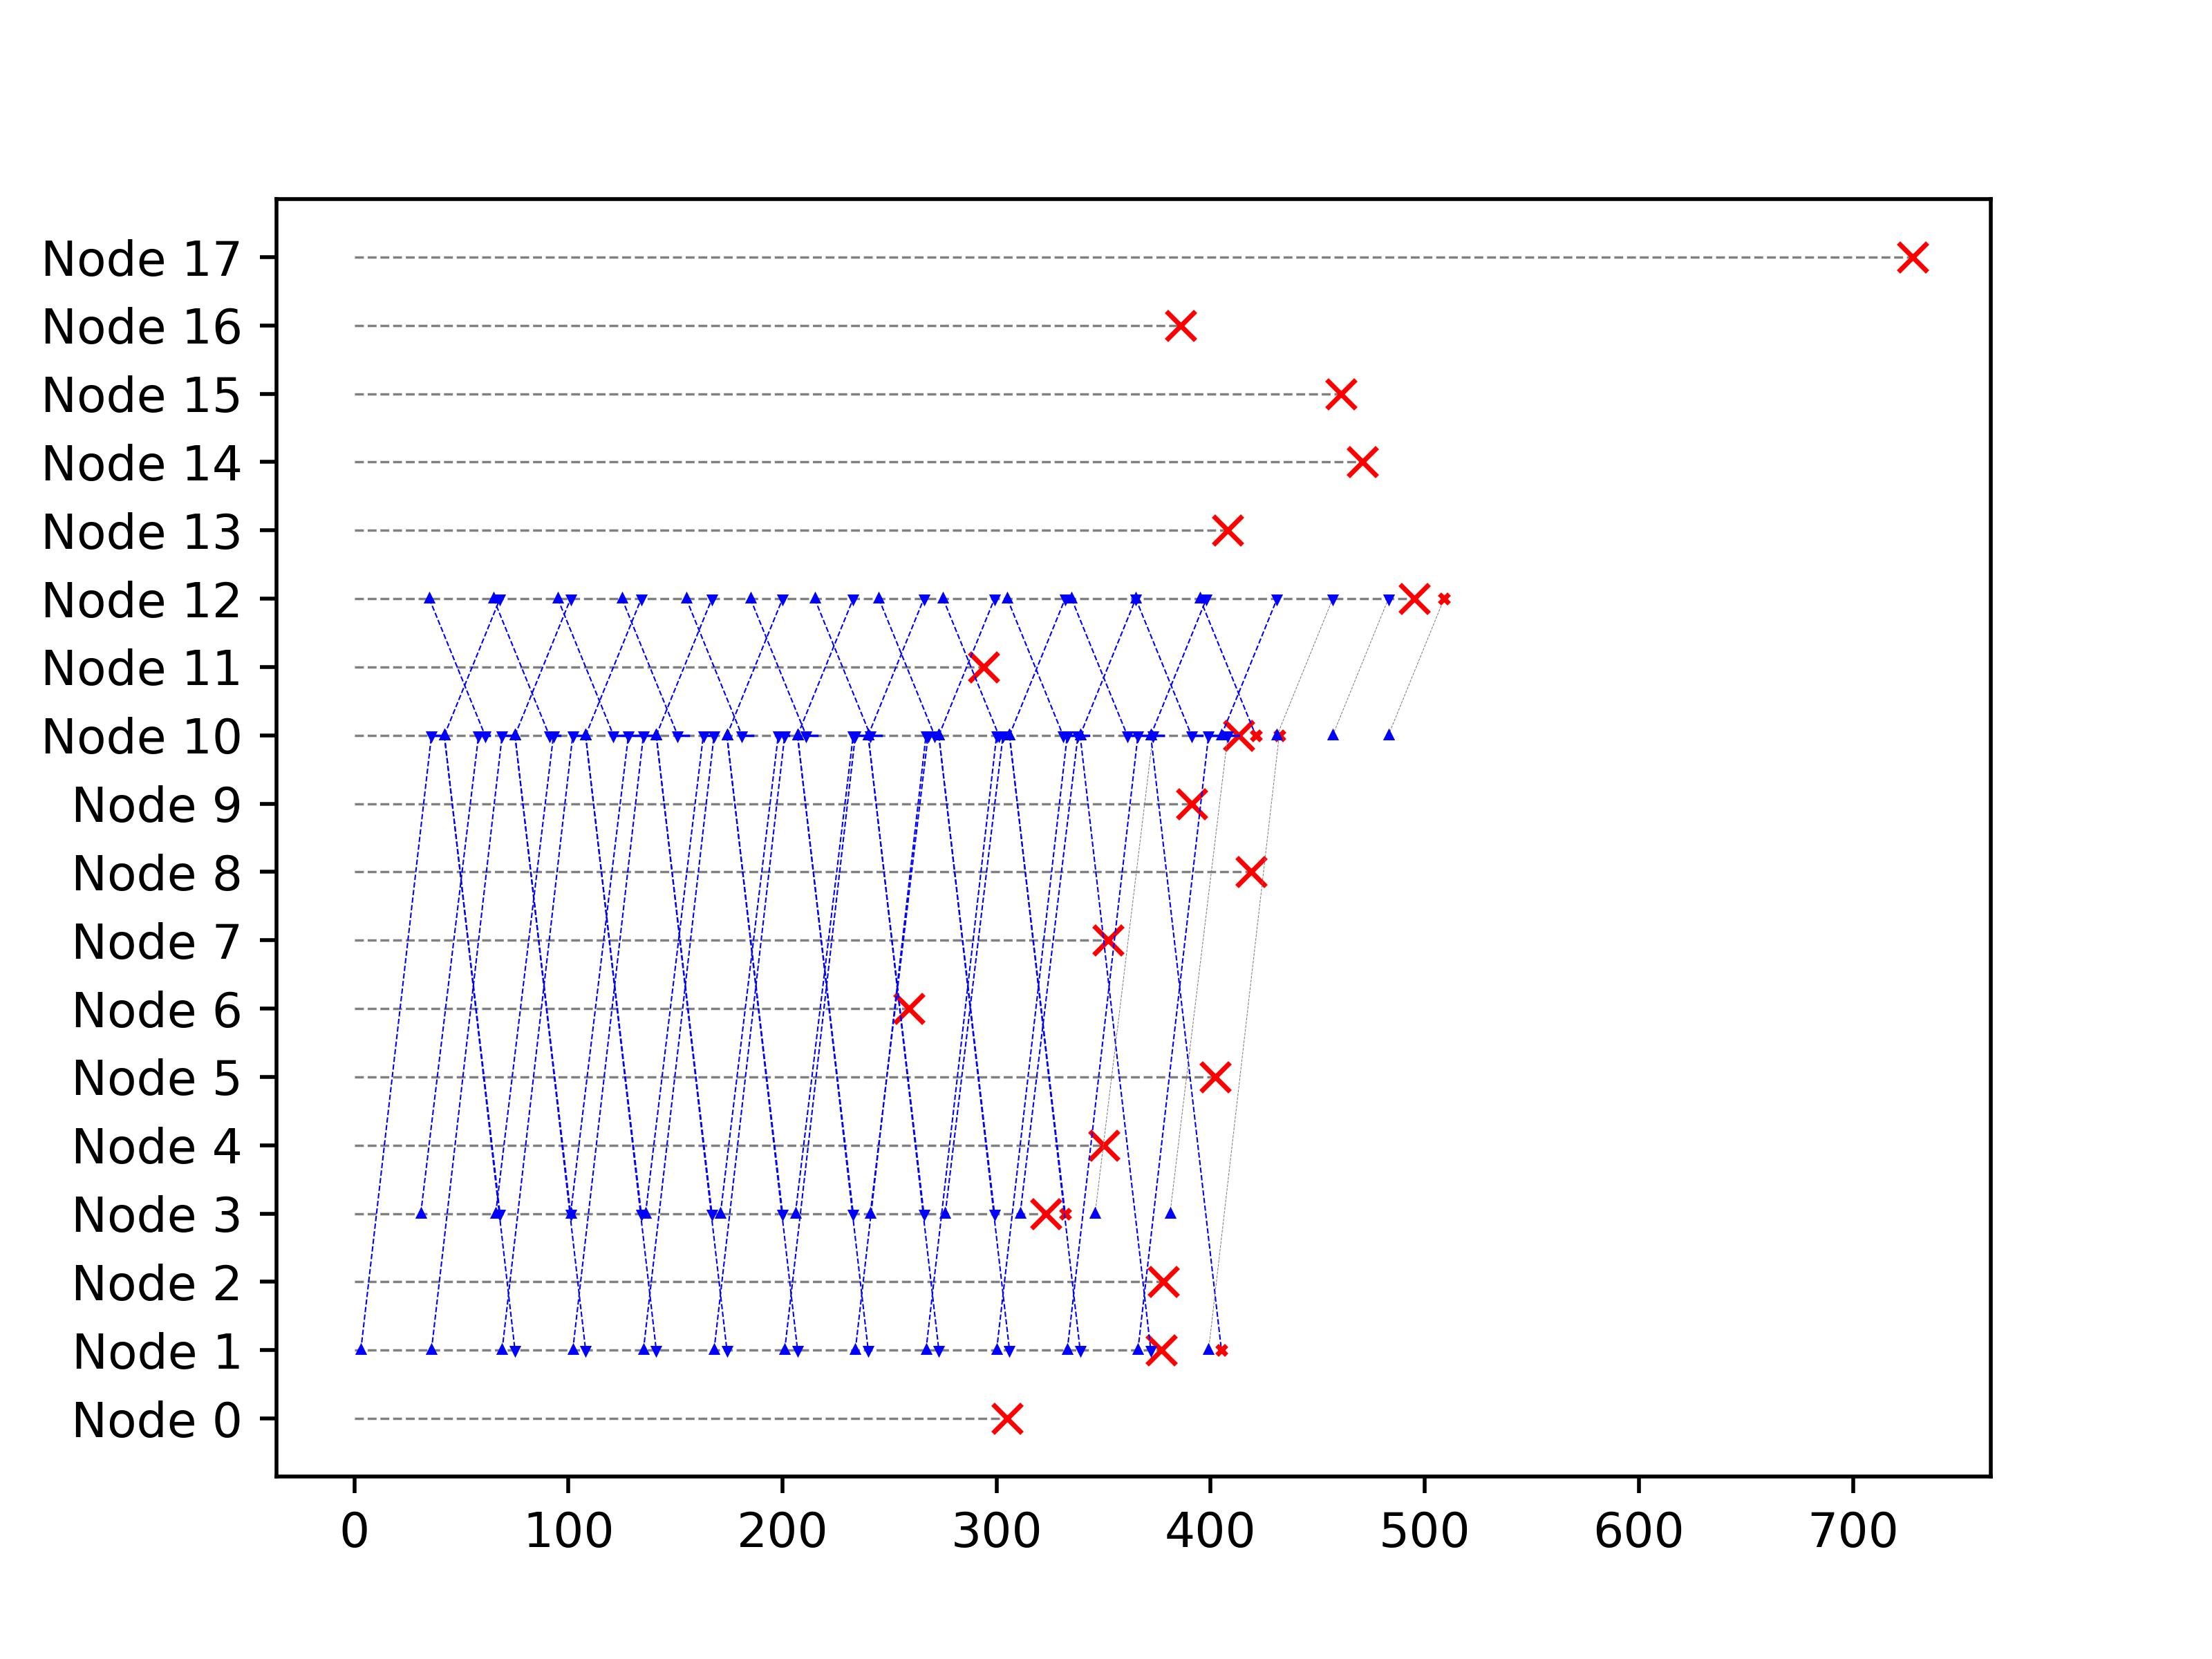 Node 17
Node 16
Node 15
Node 14
Node 13
Node 12
Node 11
Node 10
Node 9
Node 8
Node 7
Node 6
Node 5
Node 4
Node 3
Node 2
Node 1
Node 0
0 100 200 300 400 500 600 700